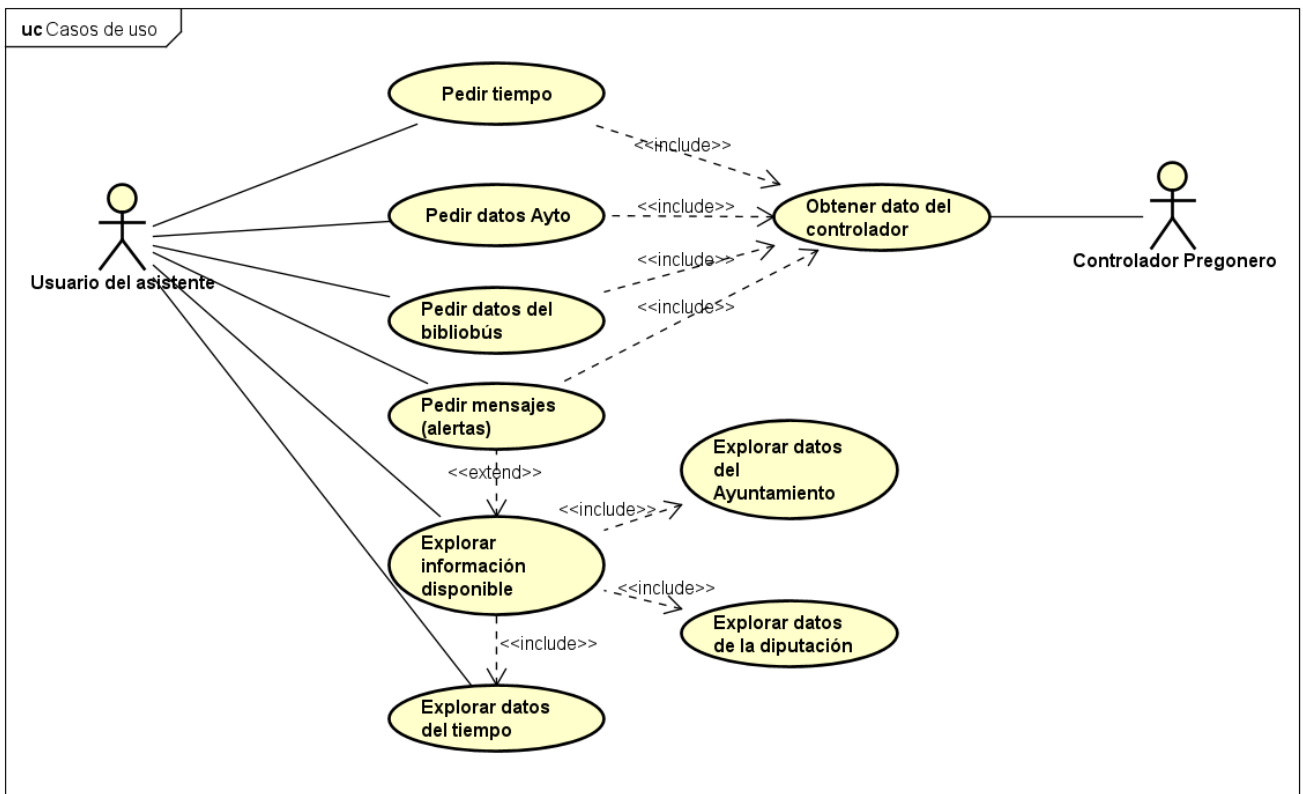 uc Casos de uso
Pedir tiempo
<<include>>
Pedir datos Ayto
<<include>>
Obtener dato del
controlador
Controlador Pregonero
Usuario del asistente
<<include>>
Pedir datos del
bibliobús
<<include>>
Pedir mensajes
(alertas)
<<extend>>
Explorar datos
del
Ayuntamiento
<<include>>
Explorar
información
disponible
<<include>>
Explorar datos
de la diputación
<<include>>
Explorar datos
del tiempo